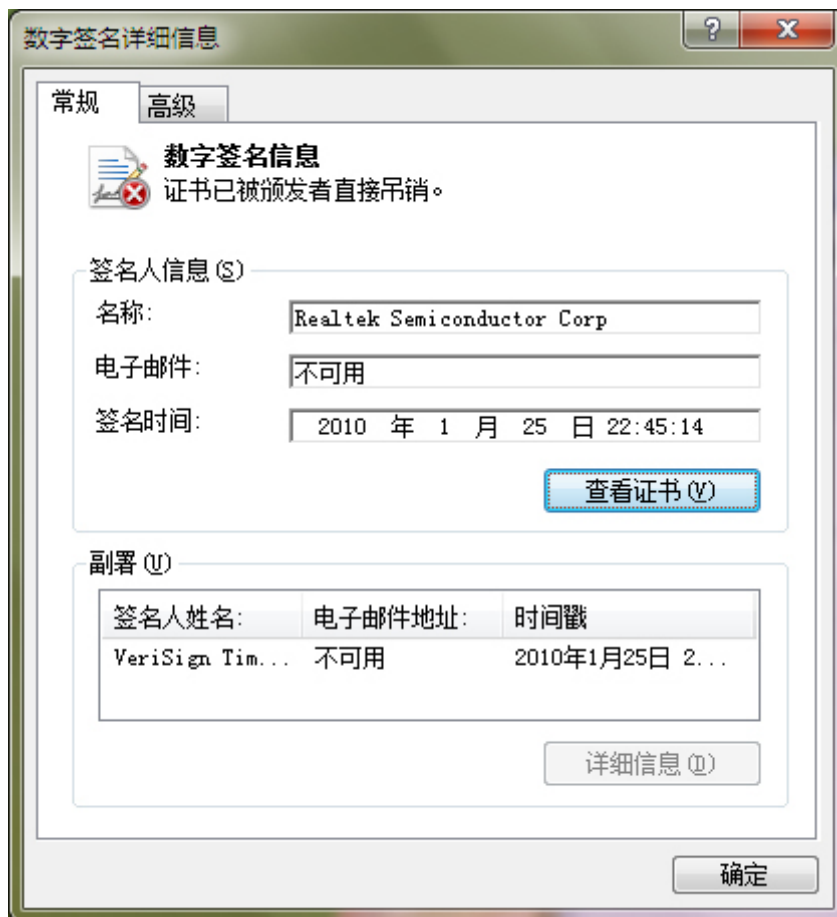 数字签名详细信息
常规
高级
数字签名信息
证书已被颁发者直接吊销。
签名人信息(S)
名称: Realtek Semiconductor Corp
电子邮件: 不可用
签名时间: 2010 年 1 月 25 日 22:45:14
查看证书(V)
副署(U)
签名人姓名: 电子邮件地址: 时间戳
VeriSign Tim... 不可用 2010年1月25日 2...
详细信息(D)
确定